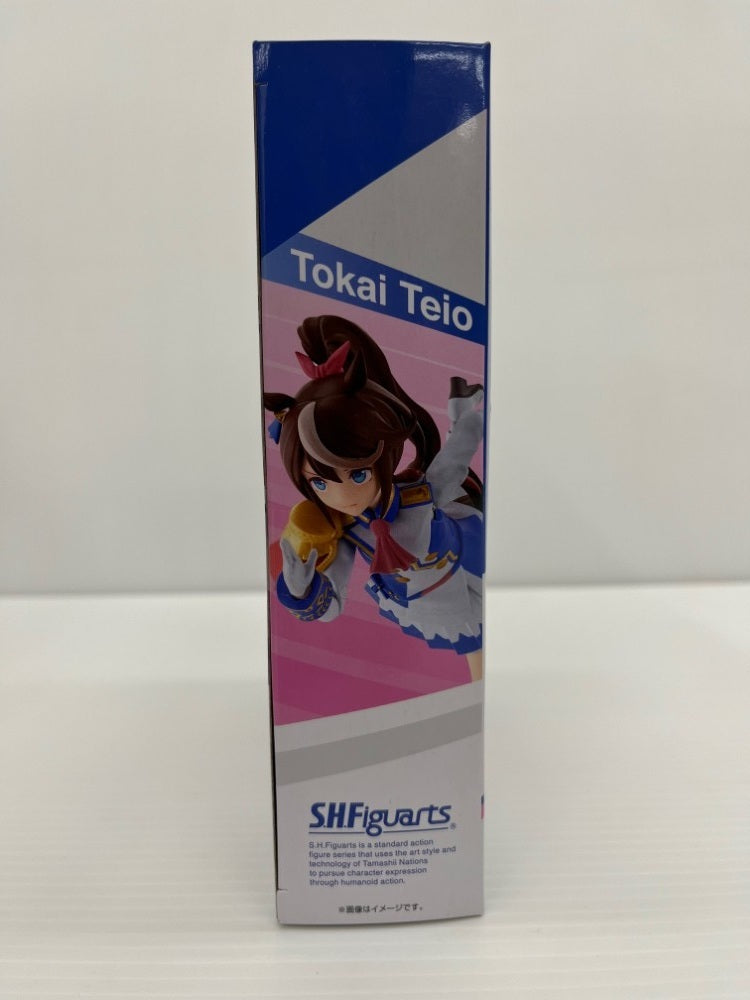 Tokai Teio
S.H.Figuarts®
S.H.Figuarts is a standard action
figure series that uses the art style and
technology of Tamashii Nations
to pursue character expression
through humanoid action.
※画像はイメージです。